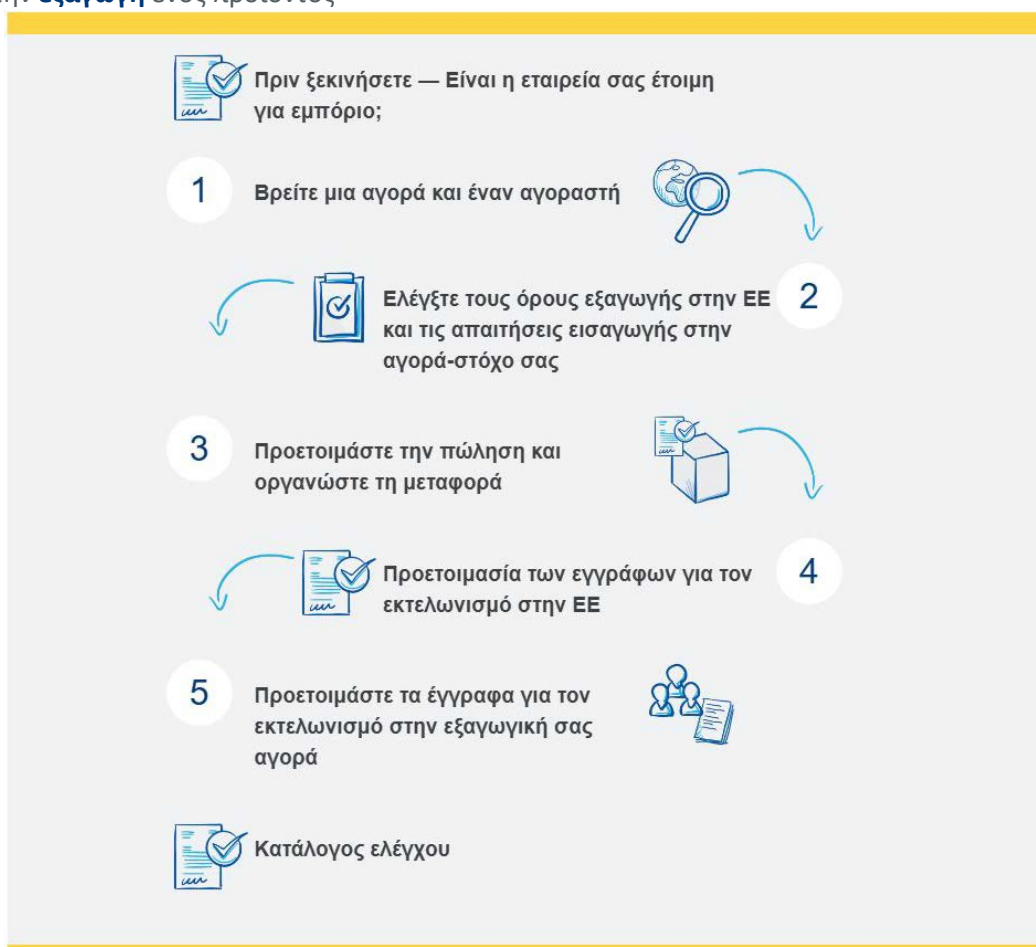 εξαγωγή ενός προϊόντος
Πριν ξεκινήσετε — Είναι η εταιρεία σας έτοιμη
για εμπόριο;
1
Βρείτε μια αγορά και έναν αγοραστή
Ελέγξτε τους όρους εξαγωγής στην ΕΕ
και τις απαιτήσεις εισαγωγής στην
αγορά-στόχο σας
2
3
Προετοιμάστε την πώληση και
οργανώστε τη μεταφορά
Προετοιμασία των εγγράφων για τον
εκτελωνισμό στην ΕΕ
4
5
Προετοιμάστε τα έγγραφα για τον
εκτελωνισμό στην εξαγωγική σας
αγορά
Κατάλογος ελέγχου